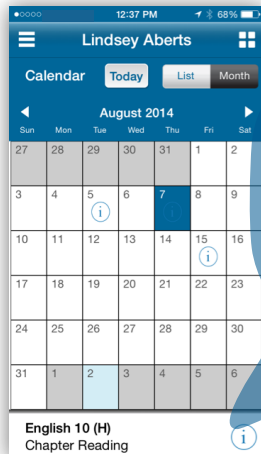 12:37 PM 68%
Lindsey Aberts
Calendar Today List Month
August 2014
Sun Mon Tue Wed Thu Fri Sat
27 28 29 30 31 1 2
3 4 5 6 7 8 9
i i
10 11 12 13 14 15 16
i
17 18 19 20 21 22 23
24 25 26 27 28 29 30
31 1 2 3 4 5 6
English 10 (H)
Chapter Reading i